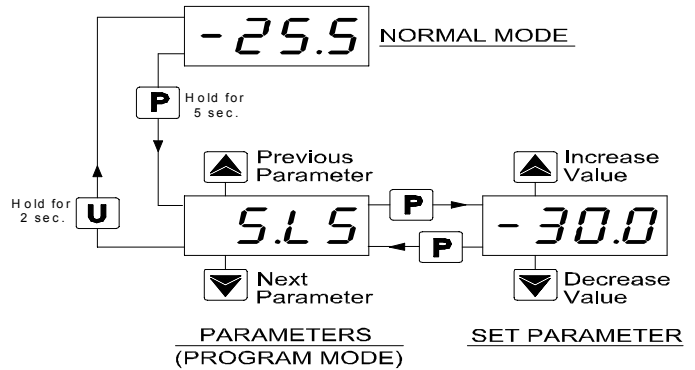 -25.5
NORMAL MODE
P
Hold for
5 sec.
Previous
Parameter
Increase
Value
Hold for
2 sec.
U
S.L S
P
P
-30.0
Next
Parameter
Decrease
Value
PARAMETERS
(PROGRAM MODE)
SET PARAMETER